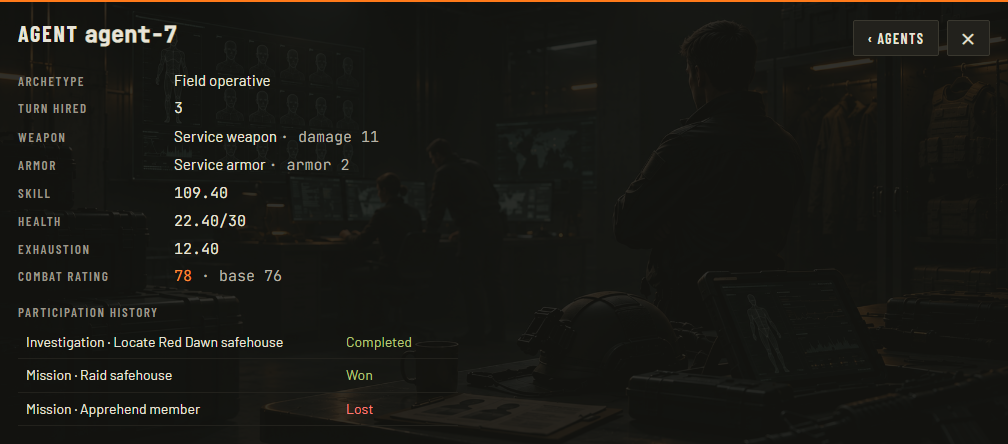 AGENT agent-7
‹ AGENTS ✕
ARCHETYPE Field operative
TURN HIRED 3
WEAPON Service weapon · damage 11
ARMOR Service armor · armor 2
SKILL 109.40
HEALTH 22.40/30
EXHAUSTION 12.40
COMBAT RATING 78 · base 76
PARTICIPATION HISTORY
Investigation · Locate Red Dawn safehouse Completed
Mission · Raid safehouse Won
Mission · Apprehend member Lost